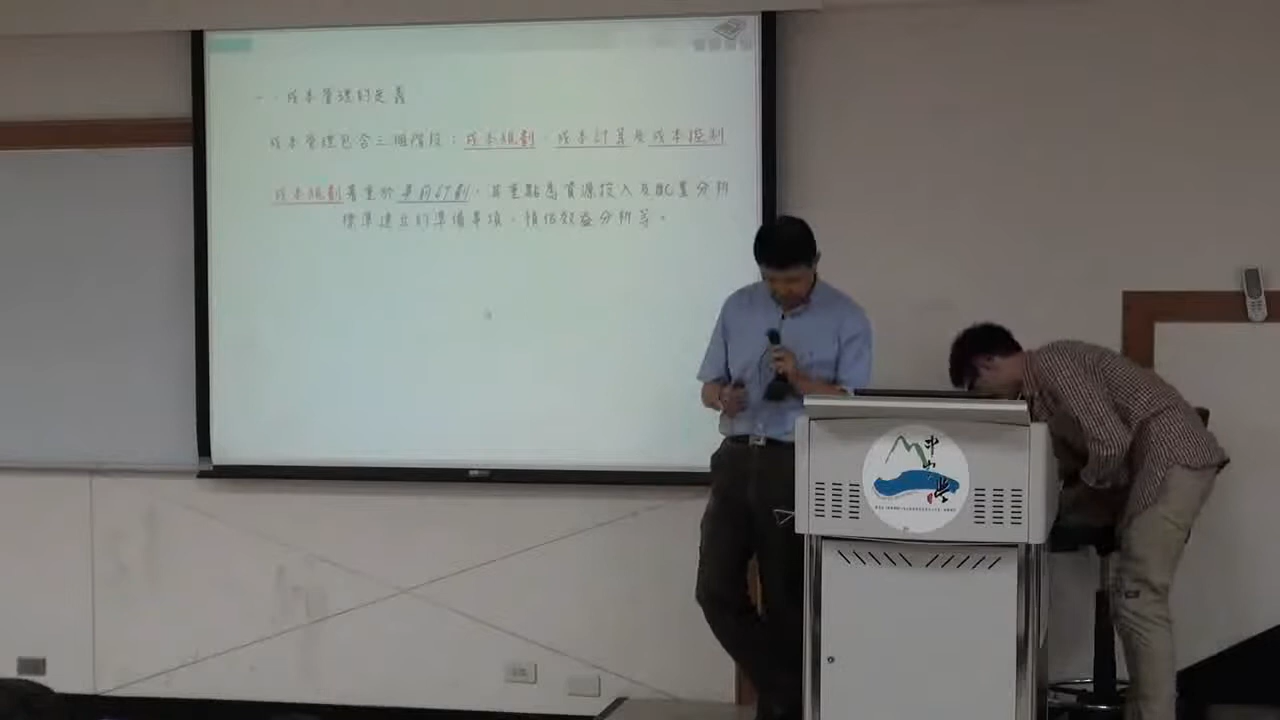 一、成本管理的定義
成本管理包含三個階段：成本規劃、成本計算及成本控制
成本規劃著重於事前計劃，其重點為資源投入及配置分析
標準建立的準備事項、預估效益分析等。
中山